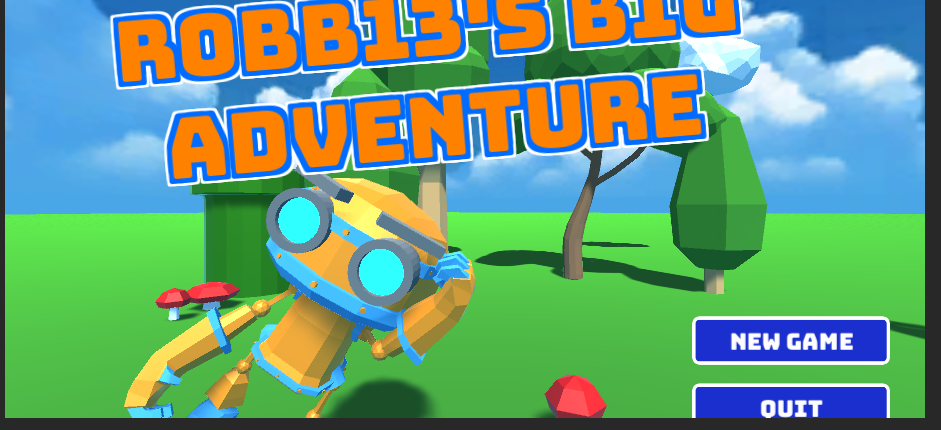 ROBB13'S BIG
ADVENTURE
NEW GAME
QUIT